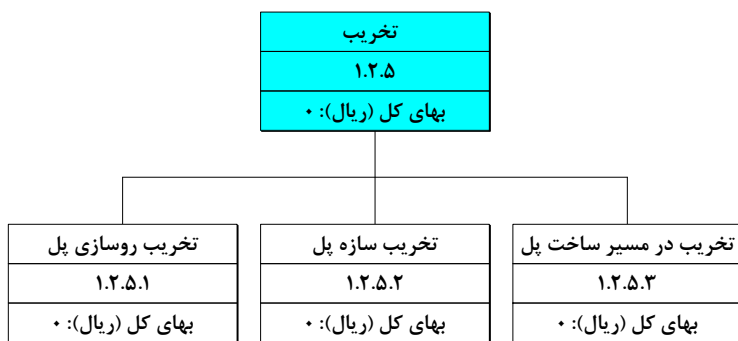 تخریب
۱.۲.۵
بهای کل (ریال): ۰
تخریب روسازی پل
۱.۲.۵.۱
بهای کل (ریال): ۰
تخریب سازه پل
۱.۲.۵.۲
بهای کل (ریال): ۰
تخریب در مسیر ساخت پل
۱.۲.۵.۳
بهای کل (ریال): ۰